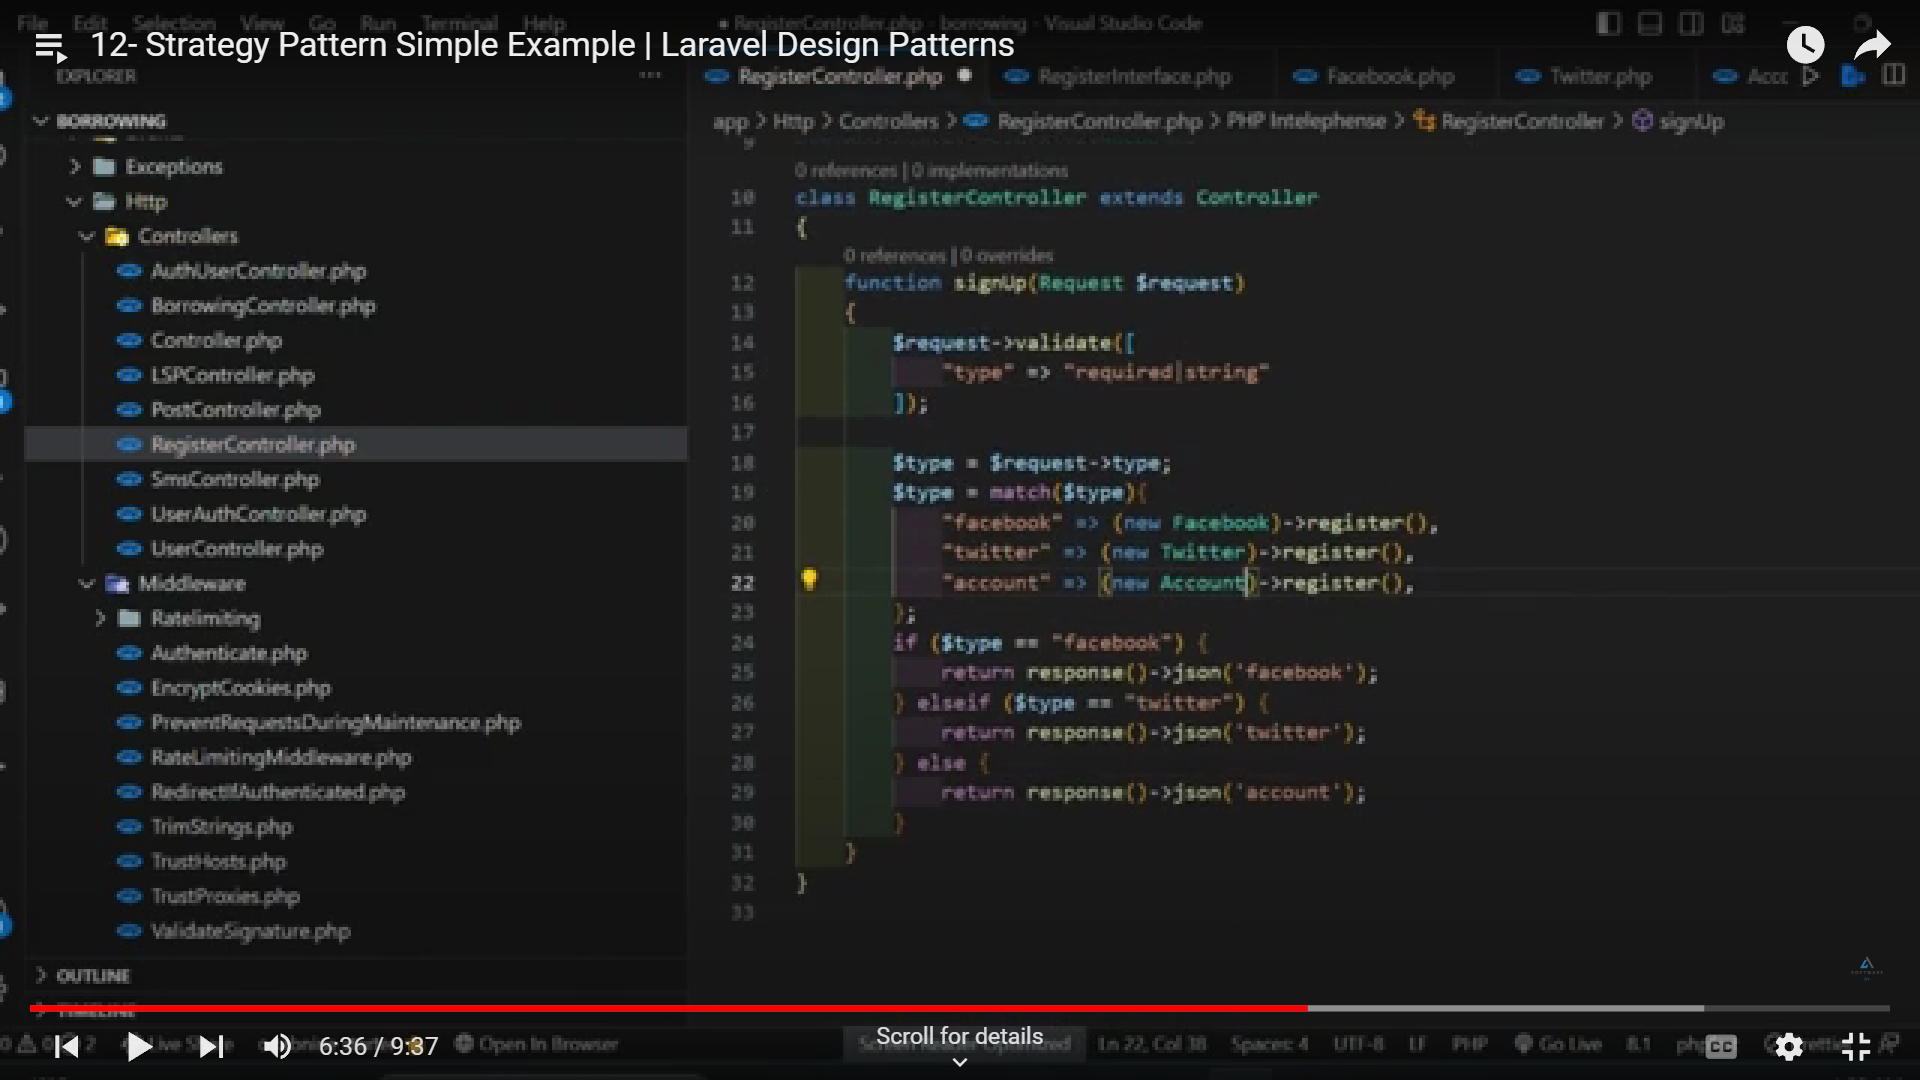 File Edit Selection View Go Run Terminal Help
RegisterController.php - borrowing - Visual Studio Code
12- Strategy Pattern Simple Example | Laravel Design Patterns
EXPLORER
RegisterController.php
RegisterInterface.php
Facebook.php
Twitter.php
BORROWING
app > Http > Controllers > RegisterController.php > PHP Intelephense > RegisterController > signUp
Exceptions
Http
Controllers
AuthUserController.php
BorrowingController.php
Controller.php
LSPController.php
PostController.php
RegisterController.php
SmsController.php
UserAuthController.php
UserController.php
Middleware
Ratelimiting
Authenticate.php
EncryptCookies.php
PreventRequestsDuringMaintenance.php
RateLimitingMiddleware.php
RedirectIfAuthenticated.php
TrimStrings.php
TrustHosts.php
TrustProxies.php
ValidateSignature.php
OUTLINE
TIMELINE
9
0 references | 0 implementations
10 class RegisterController extends Controller
11 {
0 references | 0 overrides
12 function signUp(Request $request)
13 {
14 $request->validate([
15 "type" => "required|string"
16 ]);
17
18 $type = $request->type;
19 $type = match($type){
20 "facebook" => (new Facebook)->register(),
21 "twitter" => (new Twitter)->register(),
22 "account" => (new Account)->register(),
23 };
24 if ($type == "facebook") {
25 return response()->json('facebook');
26 } elseif ($type == "twitter") {
27 return response()->json('twitter');
28 } else {
29 return response()->json('account');
30 }
31 }
32 }
33
6:36 / 9:37
Open In Browser
Scroll for details
Screen Reader Optimized
Ln 22, Col 38
Spaces: 4
UTF-8
LF
PHP
Go Live
8.1
CC